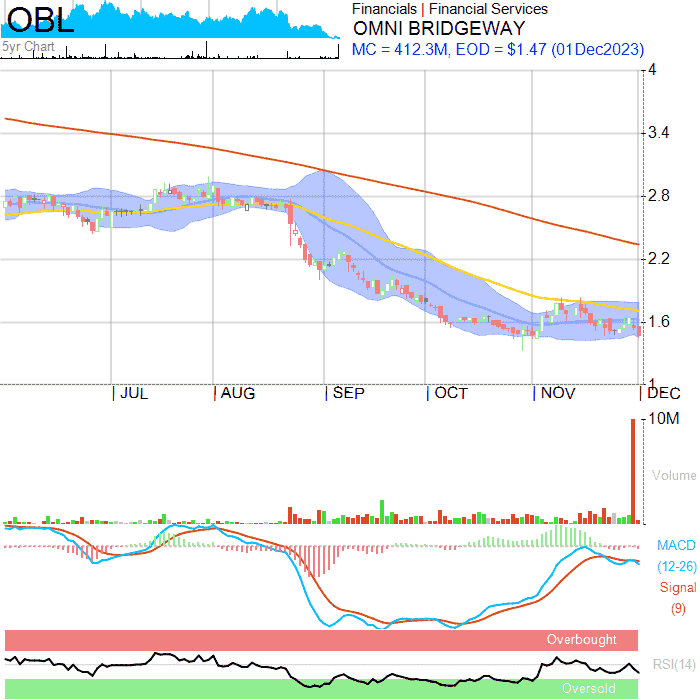 OBL
5yr Chart
Financials | Financial Services
OMNI BRIDGEWAY
MC = 412.3M, EOD = $1.47 (01Dec2023)
4
3.4
2.8
2.2
1.6
1
JUL AUG SEP OCT NOV DEC
10M
Volume
MACD
(12-26)
Signal
(9)
Overbought
RSI(14)
Oversold